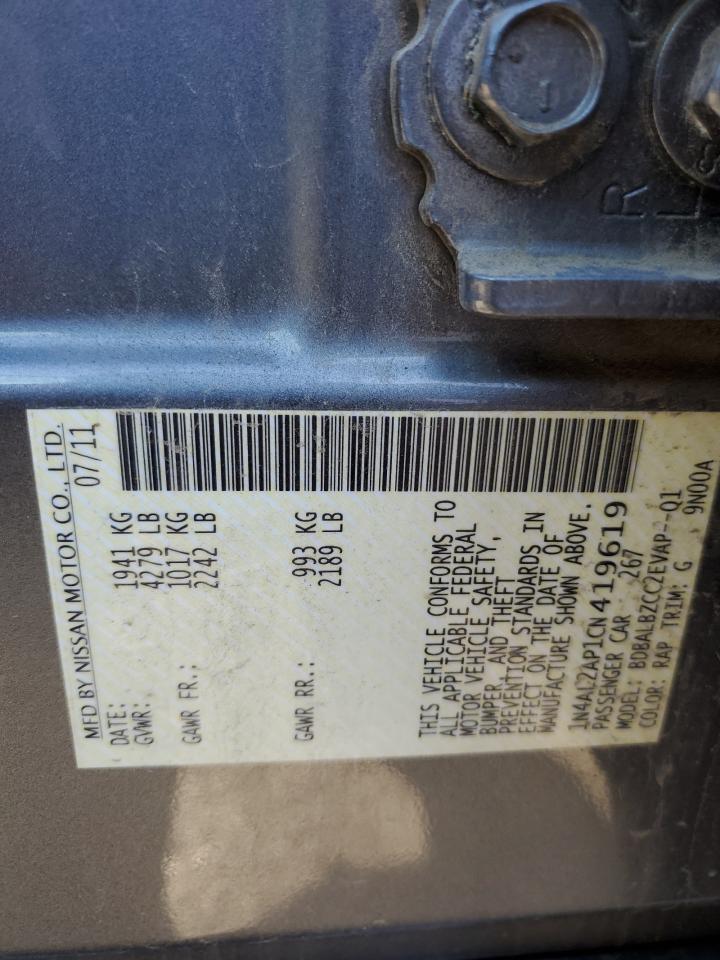 MFD BY NISSAN MOTOR CO., LTD.
DATE: 07/11
GVWR: 1941 KG
4279 LB
GAWR FR.: 1017 KG
2242 LB
GAWR RR.: 993 KG
2189 LB
THIS VEHICLE CONFORMS TO
ALL APPLICABLE FEDERAL
MOTOR VEHICLE SAFETY,
BUMPER, AND THEFT
PREVENTION STANDARDS IN
EFFECT ON THE DATE OF
MANUFACTURE SHOWN ABOVE.
1N4AL2AP1CN419619
PASSENGER CAR 267
MODEL: BDBALBZCC2EVAP--Q1
COLOR: RAP TRIM: G 9N00A
R
L